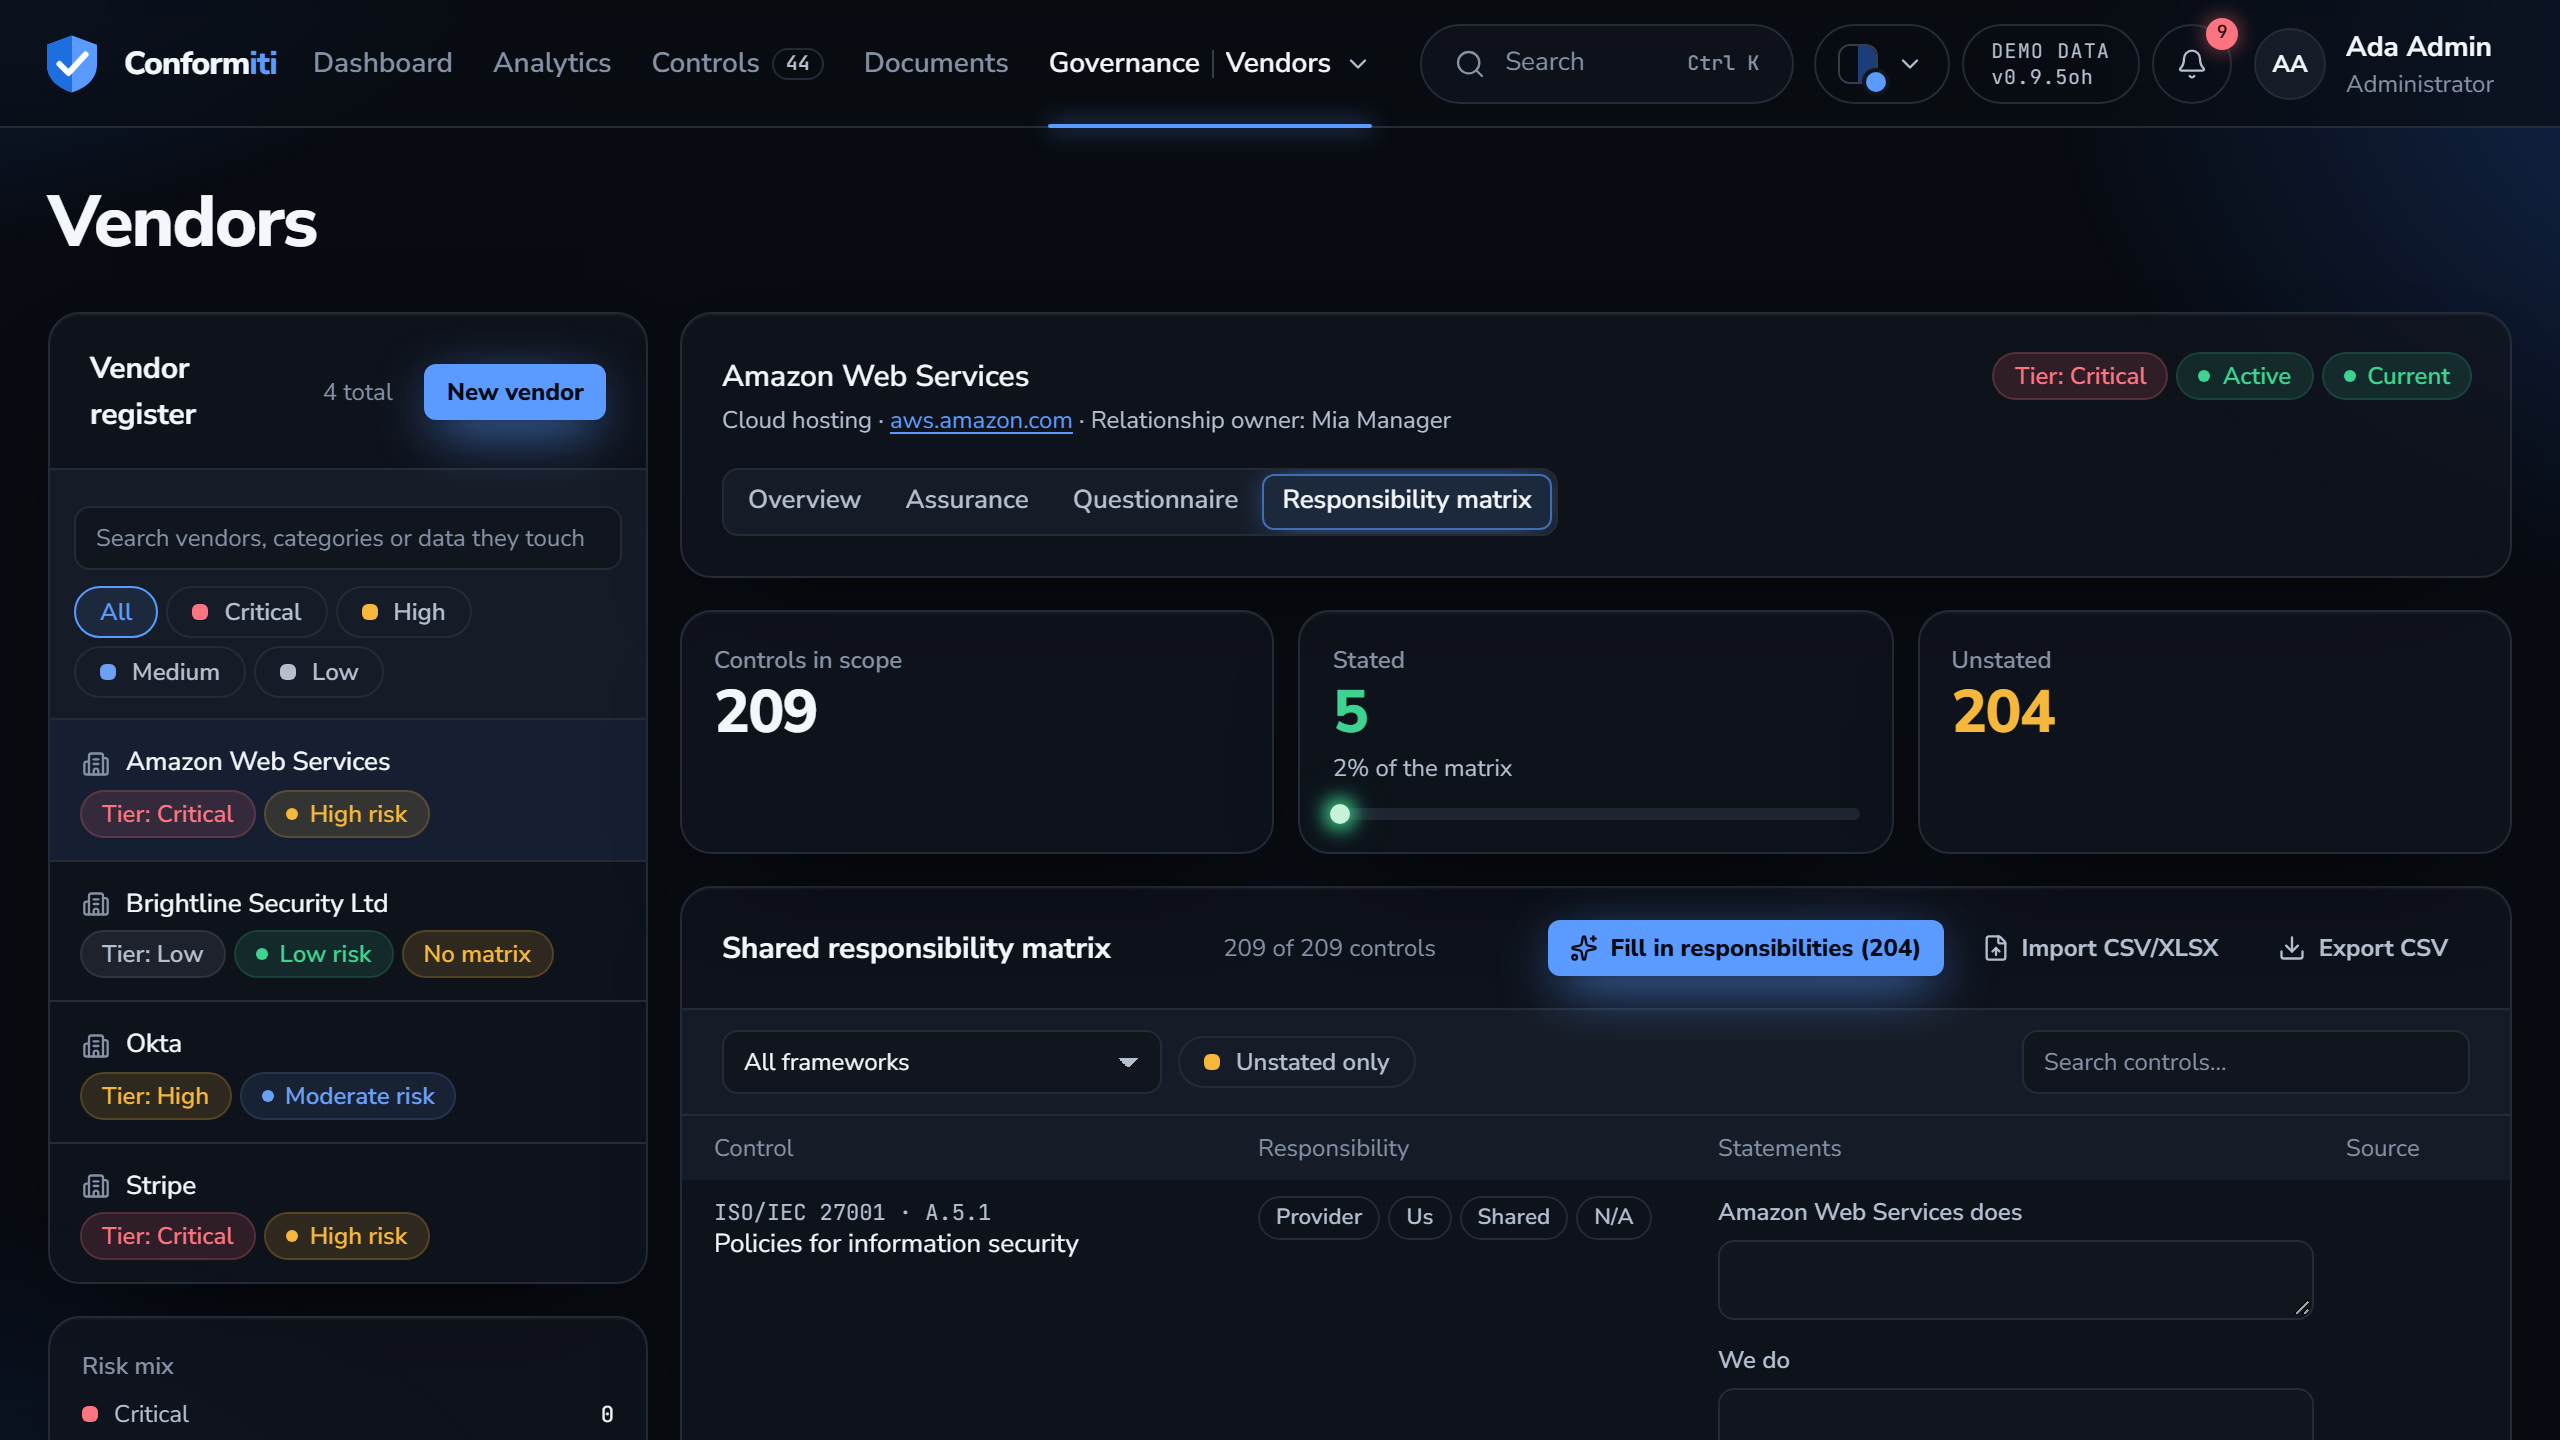 Conformiti
Dashboard
Analytics
Controls 44
Documents
Governance | Vendors
Search Ctrl K
DEMO DATA
v0.9.5oh
9
AA
Ada Admin
Administrator
Vendors
Vendor
register
4 total
New vendor
Search vendors, categories or data they touch
All
Critical
High
Medium
Low
Amazon Web Services
Tier: Critical
High risk
Brightline Security Ltd
Tier: Low
Low risk
No matrix
Okta
Tier: High
Moderate risk
Stripe
Tier: Critical
High risk
Risk mix
Critical 0
Amazon Web Services
Tier: Critical
Active
Current
Cloud hosting · aws.amazon.com · Relationship owner: Mia Manager
Overview
Assurance
Questionnaire
Responsibility matrix
Controls in scope
209
Stated
5
2% of the matrix
Unstated
204
Shared responsibility matrix
209 of 209 controls
Fill in responsibilities (204)
Import CSV/XLSX
Export CSV
All frameworks
Unstated only
Search controls...
Control
Responsibility
Statements
Source
ISO/IEC 27001 · A.5.1
Policies for information security
Provider
Us
Shared
N/A
Amazon Web Services does
We do